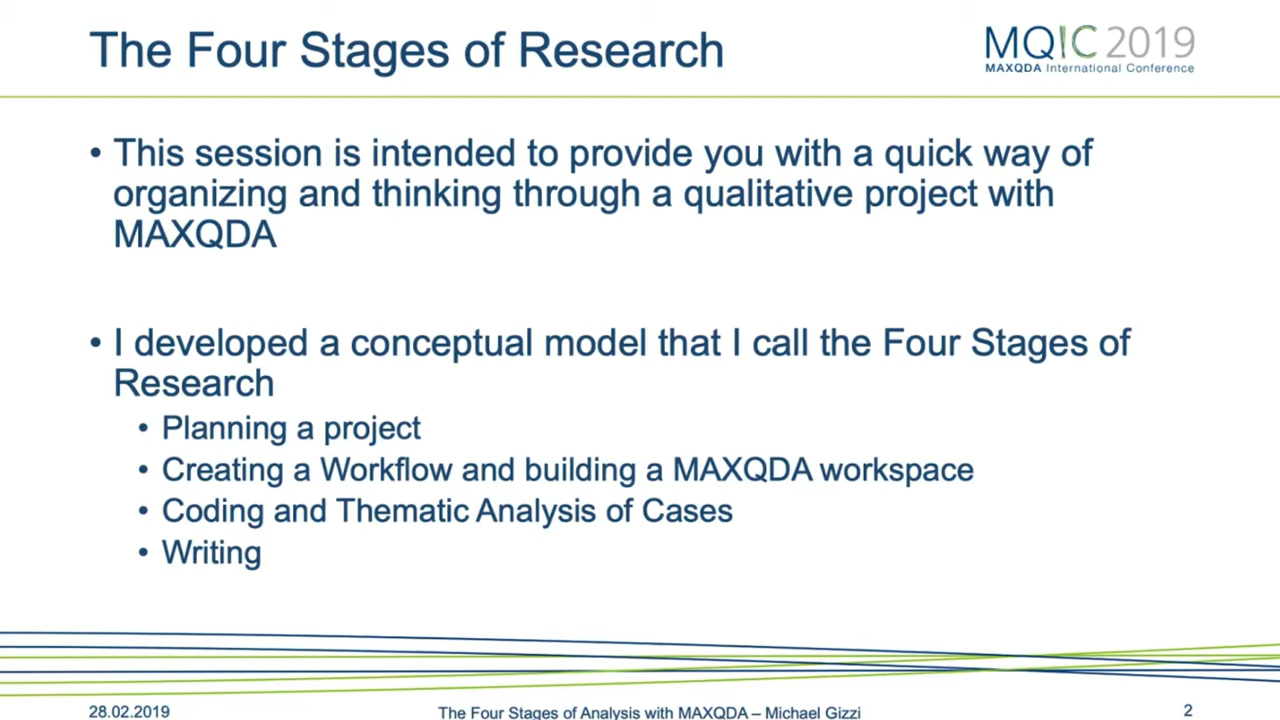 The Four Stages of Research
MQIC 2019
MAXQDA International Conference
• This session is intended to provide you with a quick way of
organizing and thinking through a qualitative project with
MAXQDA
• I developed a conceptual model that I call the Four Stages of
Research
• Planning a project
• Creating a Workflow and building a MAXQDA workspace
• Coding and Thematic Analysis of Cases
• Writing
28.02.2019
The Four Stages of Analysis with MAXQDA – Michael Gizzi
2